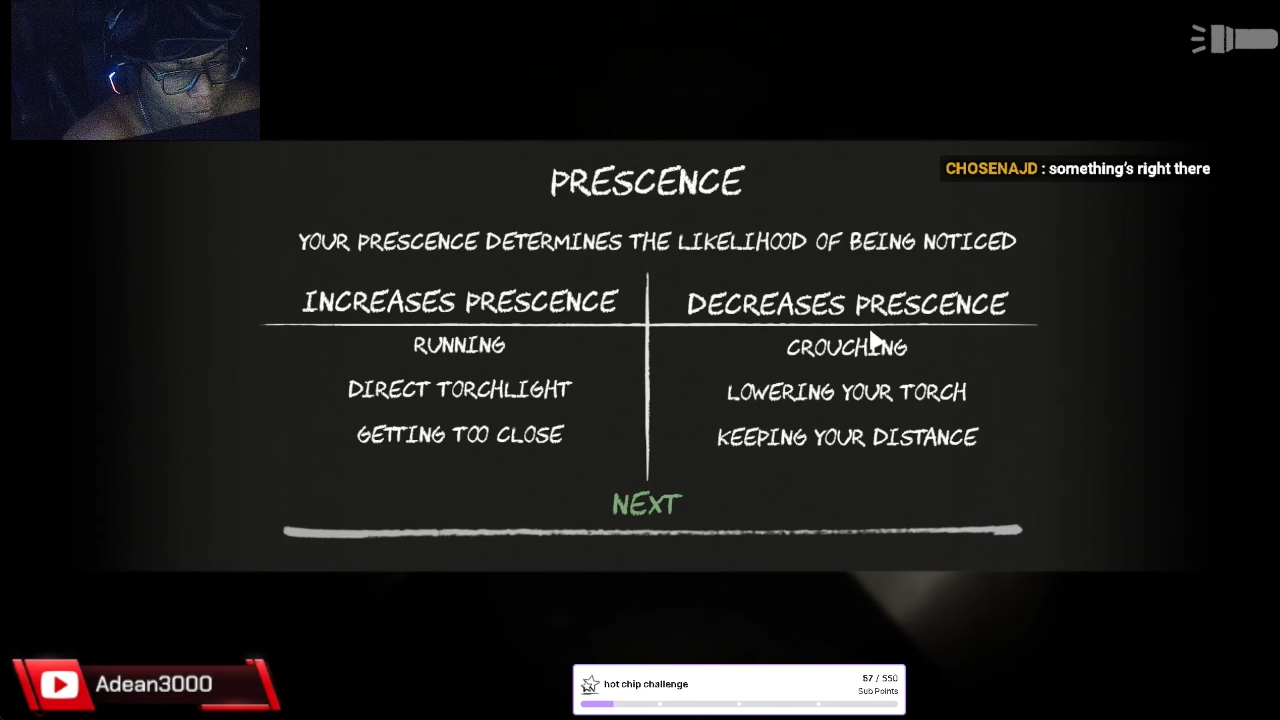 PRESCENCE
CHOSENAJD : something's right there
YOUR PRESCENCE DETERMINES THE LIKELIHOOD OF BEING NOTICED
INCREASES PRESCENCE
DECREASES PRESCENCE
RUNNING
CROUCHING
DIRECT TORCHLIGHT
LOWERING YOUR TORCH
GETTING TOO CLOSE
KEEPING YOUR DISTANCE
NEXT
Adean3000
hot chip challenge
57 / 550
Sub Points